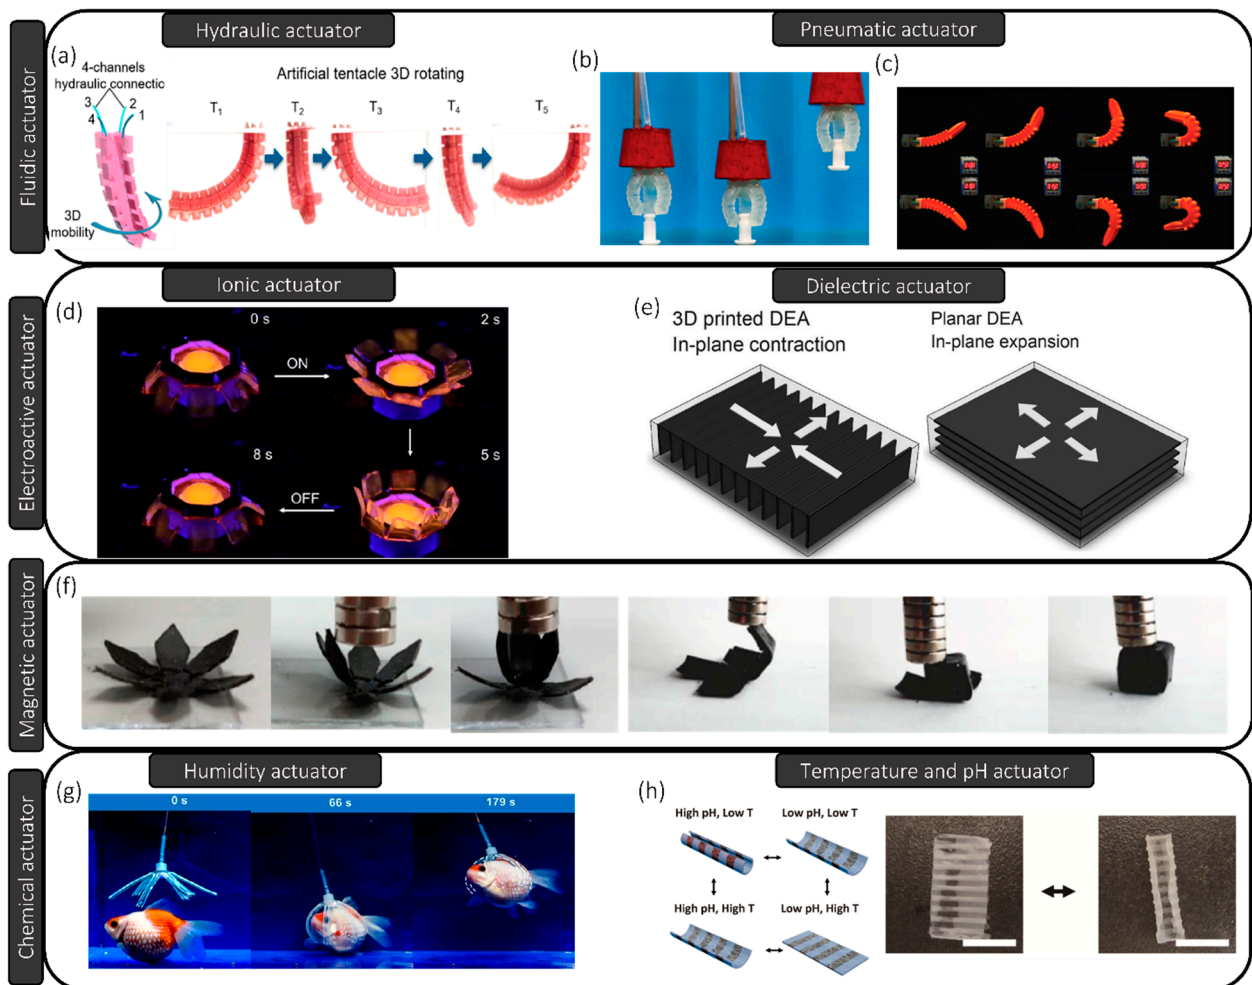 Fluidic actuator
Hydraulic actuator
Pneumatic actuator
(a)
4-channels
hydraulic connectic
3
2
4
1
3D
mobility
Artificial tentacle 3D rotating
T1
T2
T3
T4
T5
(b)
(c)
Electroactive actuator
Ionic actuator
Dielectric actuator
(d)
0 s
2 s
ON
8 s
5 s
OFF
(e)
3D printed DEA
In-plane contraction
Planar DEA
In-plane expansion
Magnetic actuator
(f)
Chemical actuator
Humidity actuator
Temperature and pH actuator
(g)
0 s
66 s
179 s
(h)
High pH, Low T
Low pH, Low T
High pH, High T
Low pH, High T